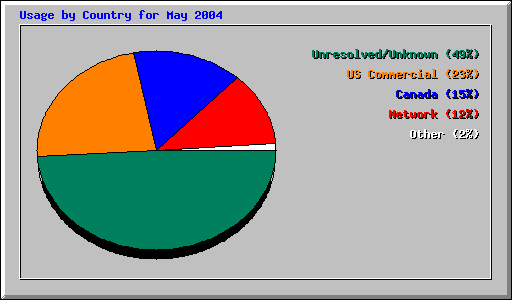 Usage by Country for May 2004
Unresolved/Unknown (49%)
US Commercial (23%)
Canada (15%)
Network (12%)
Other (2%)